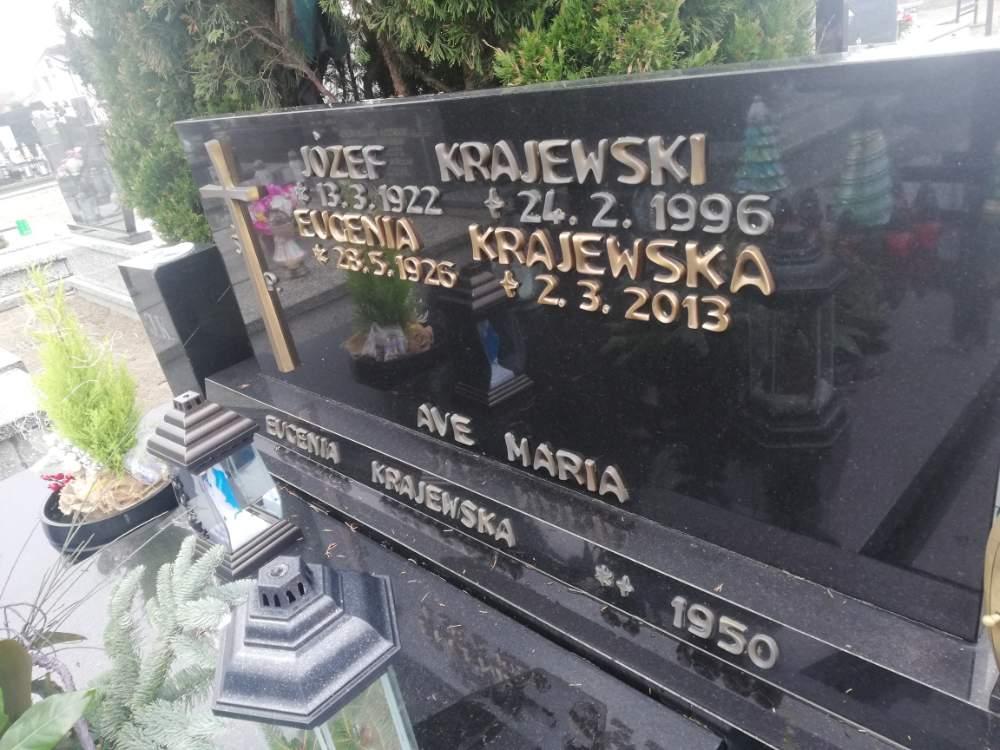 JÓZEF KRAJEWSKI
* 13.3.1922 + 24.2.1996
EUGENIA KRAJEWSKA
* 23.5.1926 + 2.3.2013
AVE MARIA
EUGENIA KRAJEWSKA *+ 1950